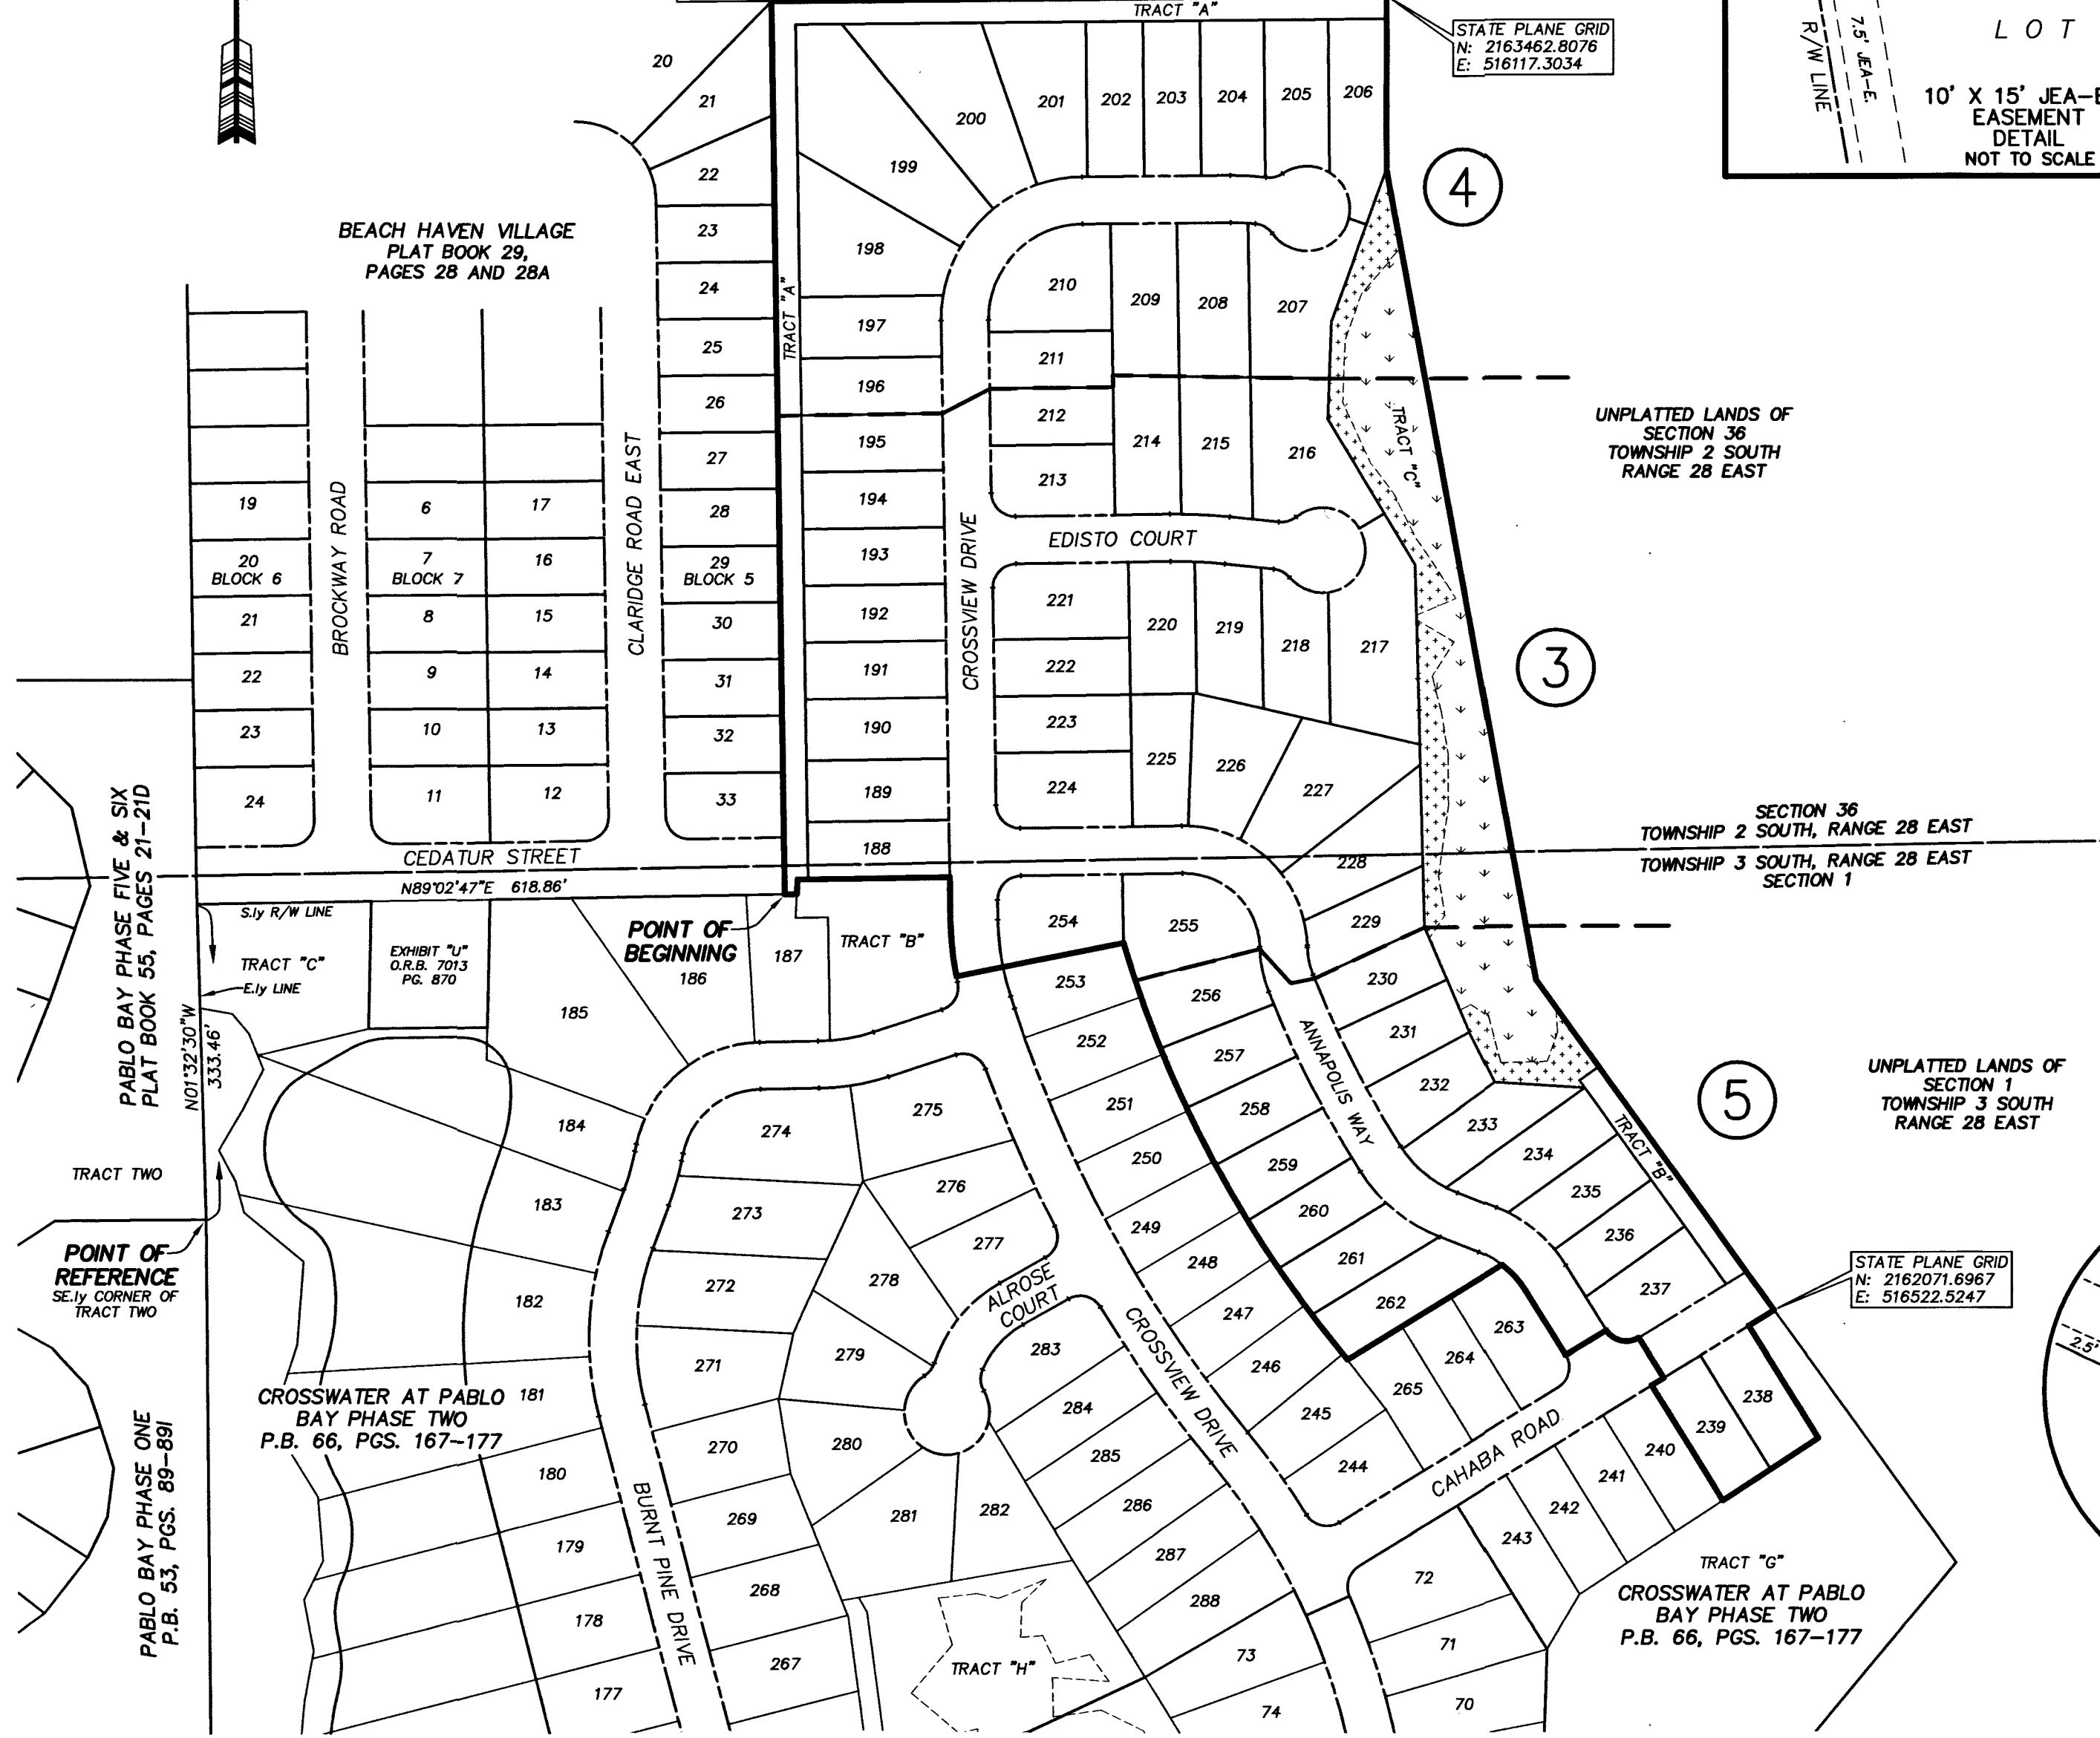 TRACT "A"
STATE PLANE GRID
N: 2163462.8076
E: 516117.3034
R/W LINE
7.5' JEA-E.
LOT
10' X 15' JEA-E
EASEMENT
DETAIL
NOT TO SCALE
20
21
22
23
24
25
26
27
28
29
BLOCK 5
30
31
32
33
BEACH HAVEN VILLAGE
PLAT BOOK 29,
PAGES 28 AND 28A
TRACT "A"
201
202
203
204
205
206
200
199
198
197
196
195
194
193
192
191
190
189
188
4
210
209
208
207
211
212
213
214
215
216
TRACT "C"
UNPLATTED LANDS OF
SECTION 36
TOWNSHIP 2 SOUTH
RANGE 28 EAST
19
20
BLOCK 6
21
22
23
24
BROCKWAY ROAD
6
7
BLOCK 7
8
9
10
11
17
16
15
14
13
12
CLARIDGE ROAD EAST
CROSSVIEW DRIVE
EDISTO COURT
221
222
223
224
220
219
218
217
225
226
227
228
229
3
SECTION 36
TOWNSHIP 2 SOUTH, RANGE 28 EAST
TOWNSHIP 3 SOUTH, RANGE 28 EAST
SECTION 1
CEDATUR STREET
N89°02'47"E 618.86'
PABLO BAY PHASE FIVE & SIX
PLAT BOOK 55, PAGES 21-21D
S.ly R/W LINE
TRACT "C"
E.ly LINE
EXHIBIT "U"
O.R.B. 7013
PG. 870
POINT OF
BEGINNING
185
186
187
TRACT "B"
254
255
253
252
251
250
249
248
247
246
245
244
256
257
258
259
260
261
262
263
264
265
ANNAPOLIS WAY
230
231
232
233
234
235
236
237
TRACT "B"
5
UNPLATTED LANDS OF
SECTION 1
TOWNSHIP 3 SOUTH
RANGE 28 EAST
N01°32'30"W
333.46'
TRACT TWO
POINT OF
REFERENCE
SE.ly CORNER OF
TRACT TWO
184
183
182
181
180
179
178
177
CROSSWATER AT PABLO
BAY PHASE TWO
P.B. 66, PGS. 167-177
PABLO BAY PHASE ONE
P.B. 53, PGS. 89-89I
BURNT PINE DRIVE
274
275
273
276
277
272
278
271
279
270
280
269
281
282
268
267
ALROSE
COURT
CROSSVIEW DRIVE
283
284
285
286
287
288
73
74
TRACT "H"
CAHABA ROAD
STATE PLANE GRID
N: 2162071.6967
E: 516522.5247
2.5'
238
239
240
241
242
243
72
71
70
TRACT "G"
CROSSWATER AT PABLO
BAY PHASE TWO
P.B. 66, PGS. 167-177